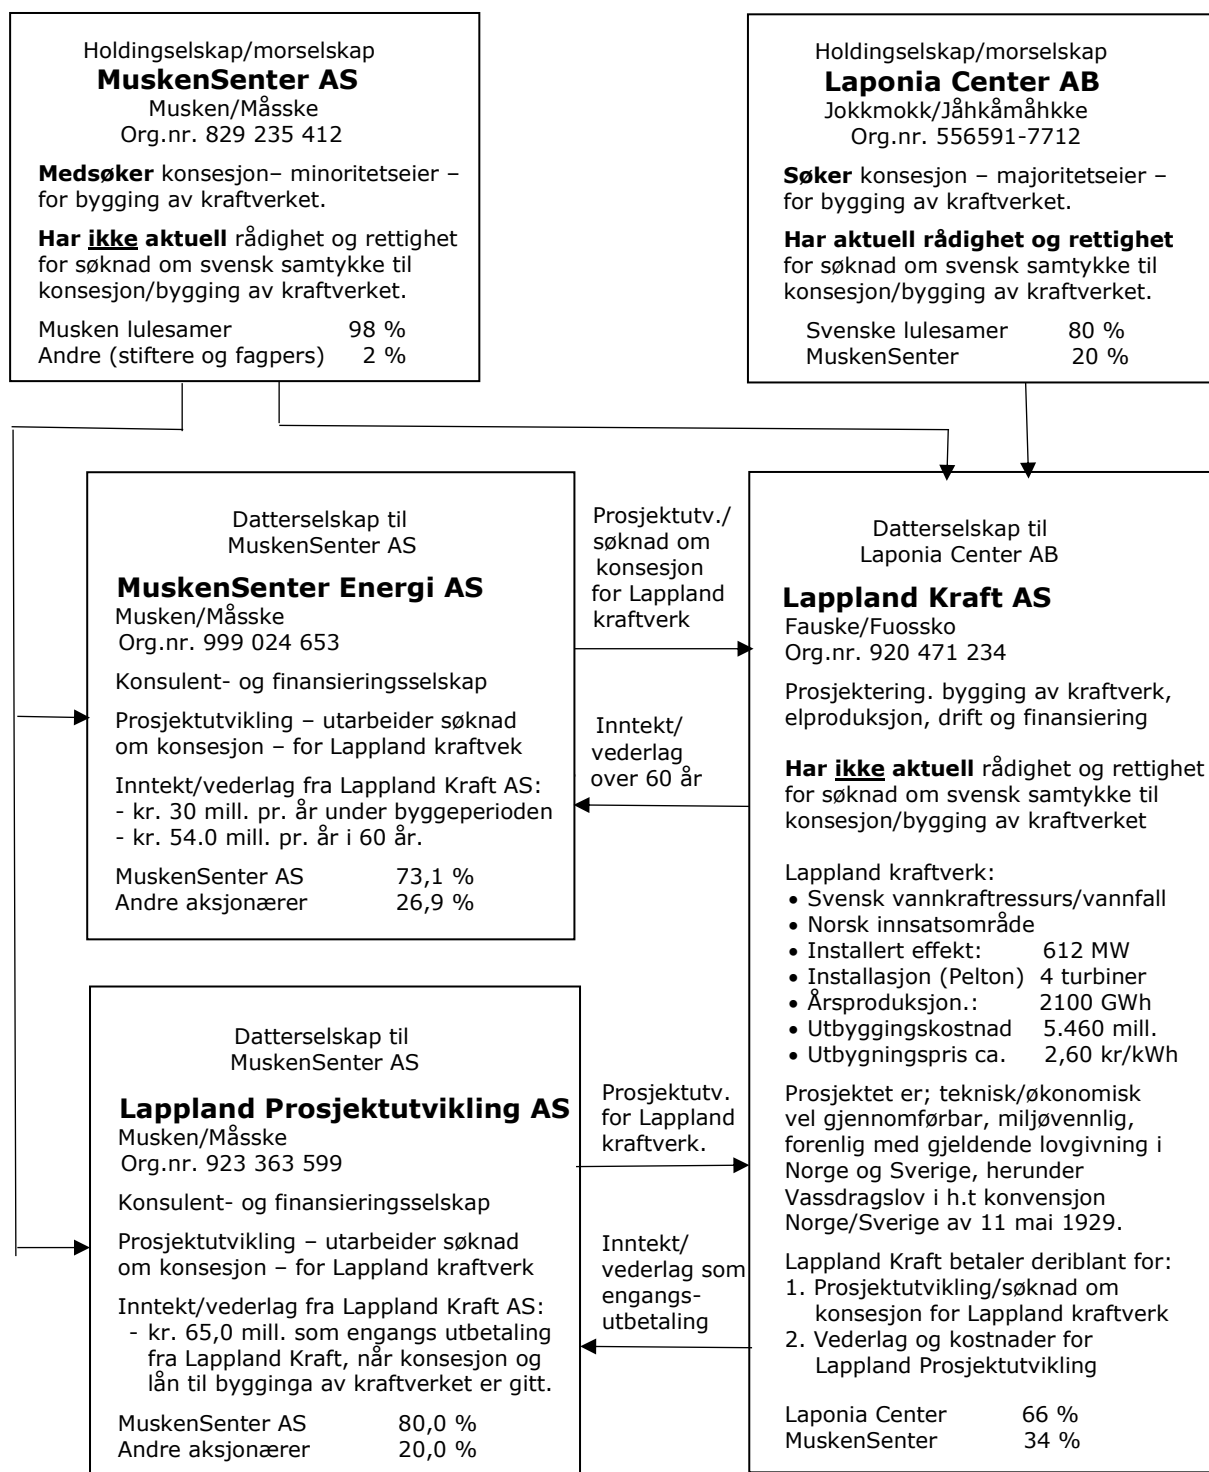 Holdingselskap/morselskap
MuskenSenter AS
Musken/Måsske
Org.nr. 829 235 412
Medsøker konsesjon– minoritetseier –
for bygging av kraftverket.
Har ikke aktuell rådighet og rettighet
for søknad om svensk samtykke til
konsesjon/bygging av kraftverket.
Musken lulesamer 98 %
Andre (stiftere og fagpers) 2 %
Holdingselskap/morselskap
Laponia Center AB
Jokkmokk/Jåhkåmåhkke
Org.nr. 556591-7712
Søker konsesjon – majoritetseier –
for bygging av kraftverket.
Har aktuell rådighet og rettighet
for søknad om svensk samtykke til
konsesjon/bygging av kraftverket.
Svenske lulesamer 80 %
MuskenSenter 20 %
Datterselskap til
MuskenSenter AS
MuskenSenter Energi AS
Musken/Måsske
Org.nr. 999 024 653
Konsulent- og finansieringsselskap
Prosjektutvikling – utarbeider søknad
om konsesjon – for Lappland kraftvek
Inntekt/vederlag fra Lappland Kraft AS:
- kr. 30 mill. pr. år under byggeperioden
- kr. 54.0 mill. pr. år i 60 år.
MuskenSenter AS 73,1 %
Andre aksjonærer 26,9 %
Prosjektutv./
søknad om
konsesjon
for Lappland
kraftverk
Inntekt/
vederlag
over 60 år
Datterselskap til
Laponia Center AB
Lappland Kraft AS
Fauske/Fuossko
Org.nr. 920 471 234
Prosjektering. bygging av kraftverk,
elproduksjon, drift og finansiering
Har ikke aktuell rådighet og rettighet
for søknad om svensk samtykke til
konsesjon/bygging av kraftverket
Lappland kraftverk:
• Svensk vannkraftressurs/vannfall
• Norsk innsatsområde
• Installert effekt: 612 MW
• Installasjon (Pelton) 4 turbiner
• Årsproduksjon.: 2100 GWh
• Utbyggingskostnad 5.460 mill.
• Utbygningspris ca. 2,60 kr/kWh
Prosjektet er; teknisk/økonomisk
vel gjennomførbar, miljøvennlig,
forenlig med gjeldende lovgivning i
Norge og Sverige, herunder
Vassdragslov i h.t konvensjon
Norge/Sverige av 11 mai 1929.
Lappland Kraft betaler deriblant for:
1. Prosjektutvikling/søknad om
konsesjon for Lappland kraftverk
2. Vederlag og kostnader for
Lappland Prosjektutvikling
Laponia Center 66 %
MuskenSenter 34 %
Datterselskap til
MuskenSenter AS
Lappland Prosjektutvikling AS
Musken/Måsske
Org.nr. 923 363 599
Konsulent- og finansieringsselskap
Prosjektutvikling – utarbeider søknad
om konsesjon – for Lappland kraftverk
Inntekt/vederlag fra Lappland Kraft AS:
- kr. 65,0 mill. som engangs utbetaling
fra Lappland Kraft, når konsesjon og
lån til bygginga av kraftverket er gitt.
MuskenSenter AS 80,0 %
Andre aksjonærer 20,0 %
Prosjektutv.
for Lappland
kraftverk.
Inntekt/
vederlag som
engangs-
utbetaling